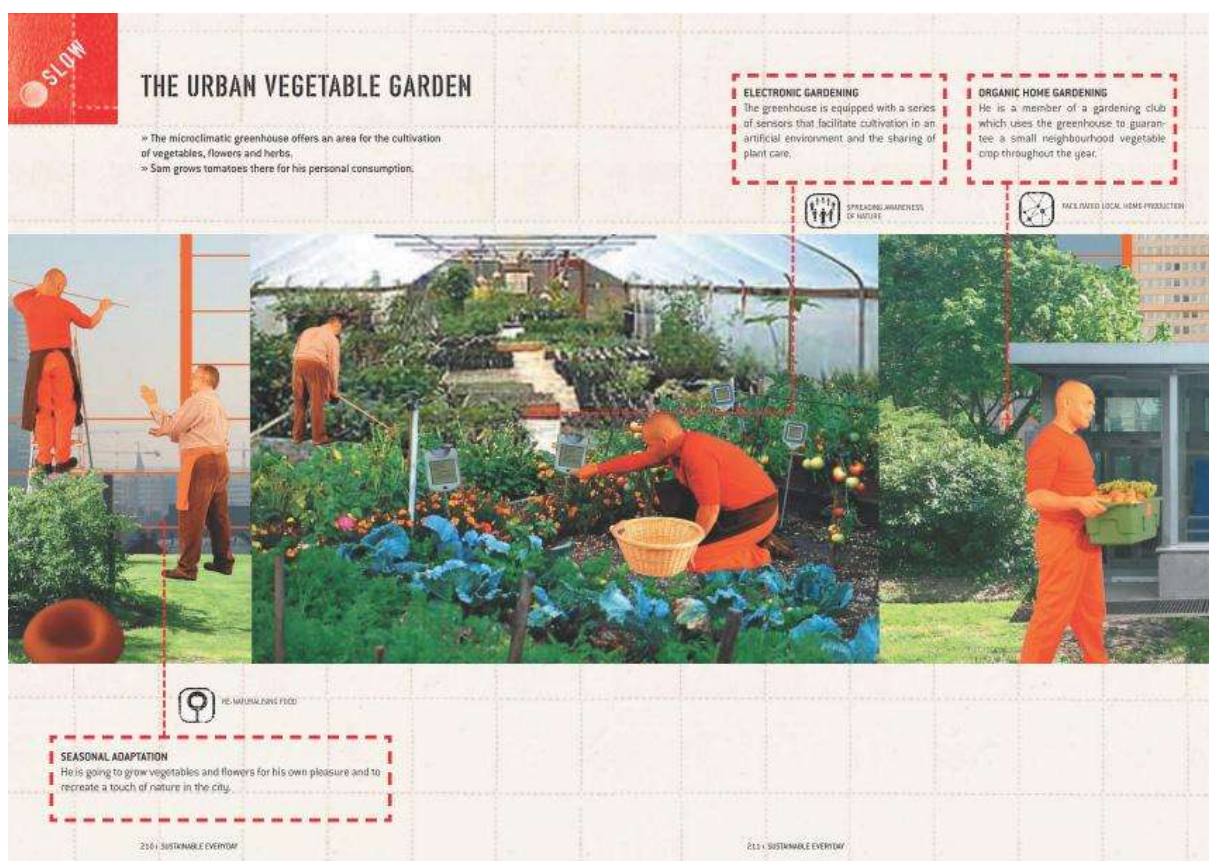 SLOW
THE URBAN VEGETABLE GARDEN
» The microclimatic greenhouse offers an area for the cultivation
of vegetables, flowers and herbs.
» Sam grows tomatoes there for his personal consumption.
ELECTRONIC GARDENING
The greenhouse is equipped with a series
of sensors that facilitate cultivation in an
artificial environment and the sharing of
plant care.
SPREADING AWARENESS
OF NATURE
ORGANIC HOME GARDENING
He is a member of a gardening club
which uses the greenhouse to guaran-
tee a small neighbourhood vegetable
crop throughout the year.
FACILITATED LOCAL HOME-PRODUCTION
RE-NATURALISING FOOD
SEASONAL ADAPTATION
He is going to grow vegetables and flowers for his own pleasure and to
recreate a touch of nature in the city.
210 › SUSTAINABLE EVERYDAY
211 › SUSTAINABLE EVERYDAY